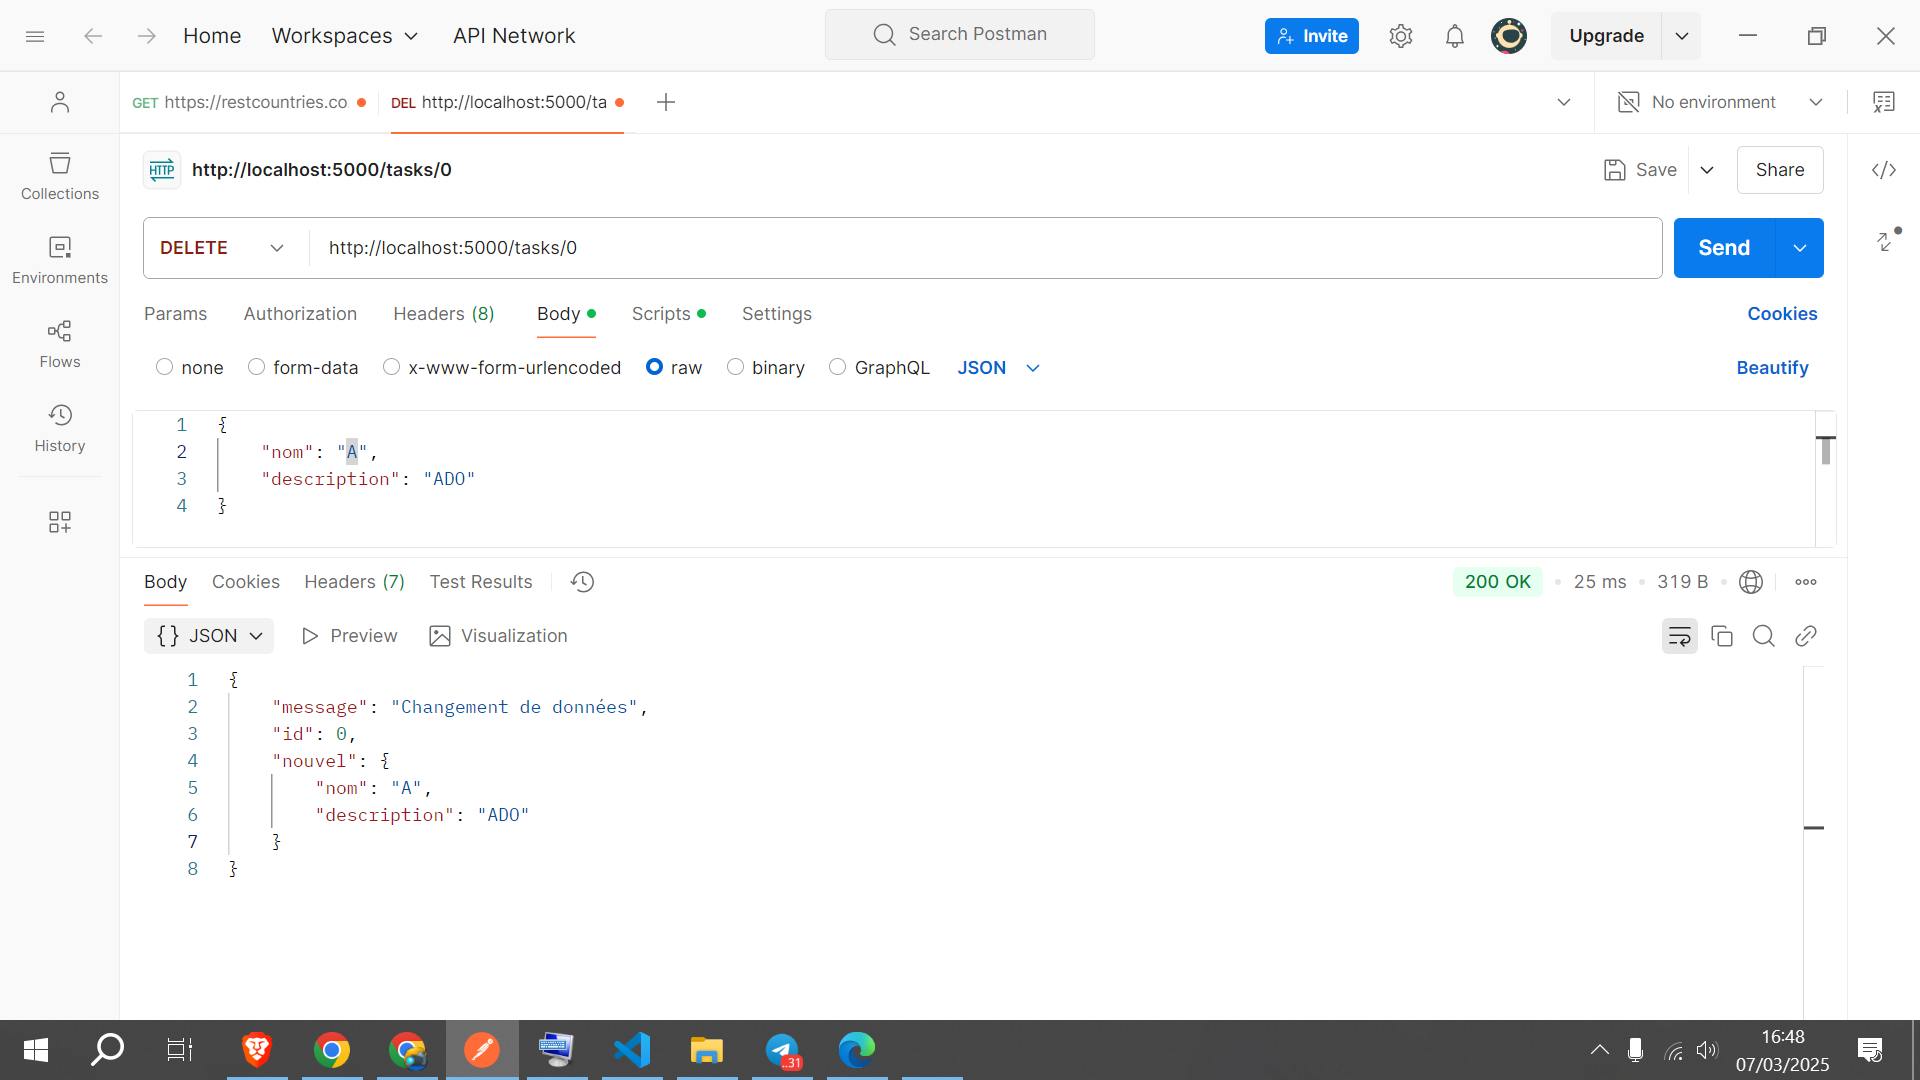 Home Workspaces API Network Search Postman Invite Upgrade
GET https://restcountries.co DEL http://localhost:5000/ta No environment
HTTP http://localhost:5000/tasks/0 Save Share
Collections
DELETE http://localhost:5000/tasks/0 Send
Environments
Params Authorization Headers (8) Body Scripts Settings Cookies
Flows
none form-data x-www-form-urlencoded raw binary GraphQL JSON Beautify
History
1 {
2 "nom": "A",
3 "description": "ADO"
4 }
Body Cookies Headers (7) Test Results 200 OK • 25 ms • 319 B •
{} JSON Preview Visualization
1 {
2 "message": "Changement de données",
3 "id": 0,
4 "nouvel": {
5 "nom": "A",
6 "description": "ADO"
7 }
8 }
..31
16:48
07/03/2025